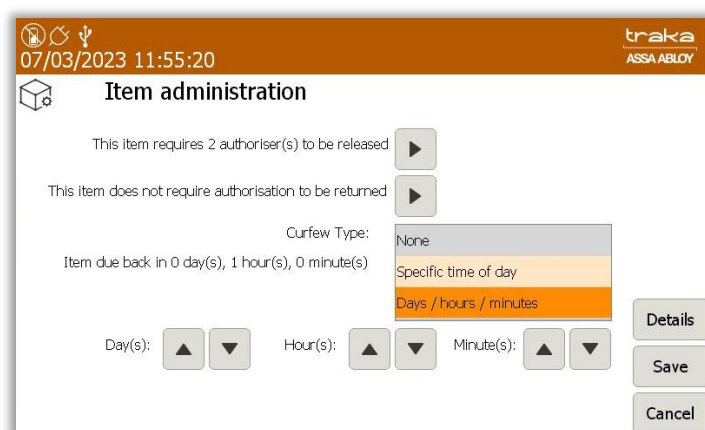 traka
07/03/2023 11:55:20
ASSA ABLOY
Item administration
This item requires 2 authoriser(s) to be released
This item does not require authorisation to be returned
Curfew Type:
None
Item due back in 0 day(s), 1 hour(s), 0 minute(s)
Specific time of day
Days / hours / minutes
Details
Day(s):
Hour(s):
Minute(s):
Save
Cancel